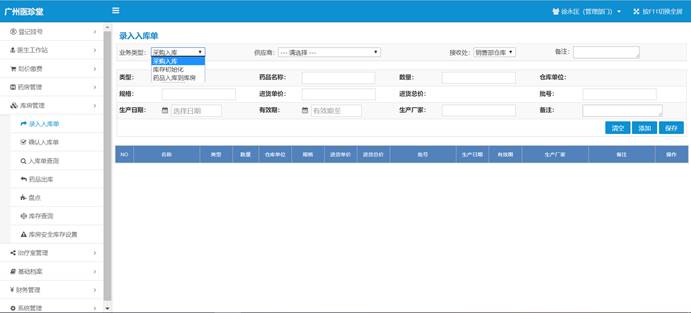 广州医珍堂
徐永匡（管理部门）
按F11切换全屏
登记挂号
医生工作站
划价缴费
药房管理
库房管理
录入入库单
确认入库单
入库单查询
药品出库
盘点
库存查询
库房安全库存设置
治疗室管理
基础档案
财务管理
系统管理
录入入库单
业务类型： 采购入库 供应商： --- 请选择 --- 接收处： 销售部仓库 备注：
采购入库
库存初始化
药品入库到库房
类型： 药品名称： 数量： 仓库单位：
规格： 进货单价： 进货总价： 批号：
生产日期： 选择日期 有效期： 有效期至 生产厂家： 备注：
清空 添加 保存
NO 名称 类型 数量 仓库单位 规格 进货单价 进货总价 批号 生产日期 有效期 生产厂家 备注 操作